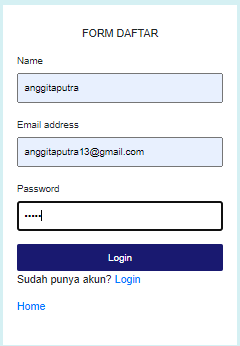 FORM DAFTAR
Name
anggitaputra
Email address
anggitaputra13@gmail.com
Password
•••••
Login
Sudah punya akun? Login
Home